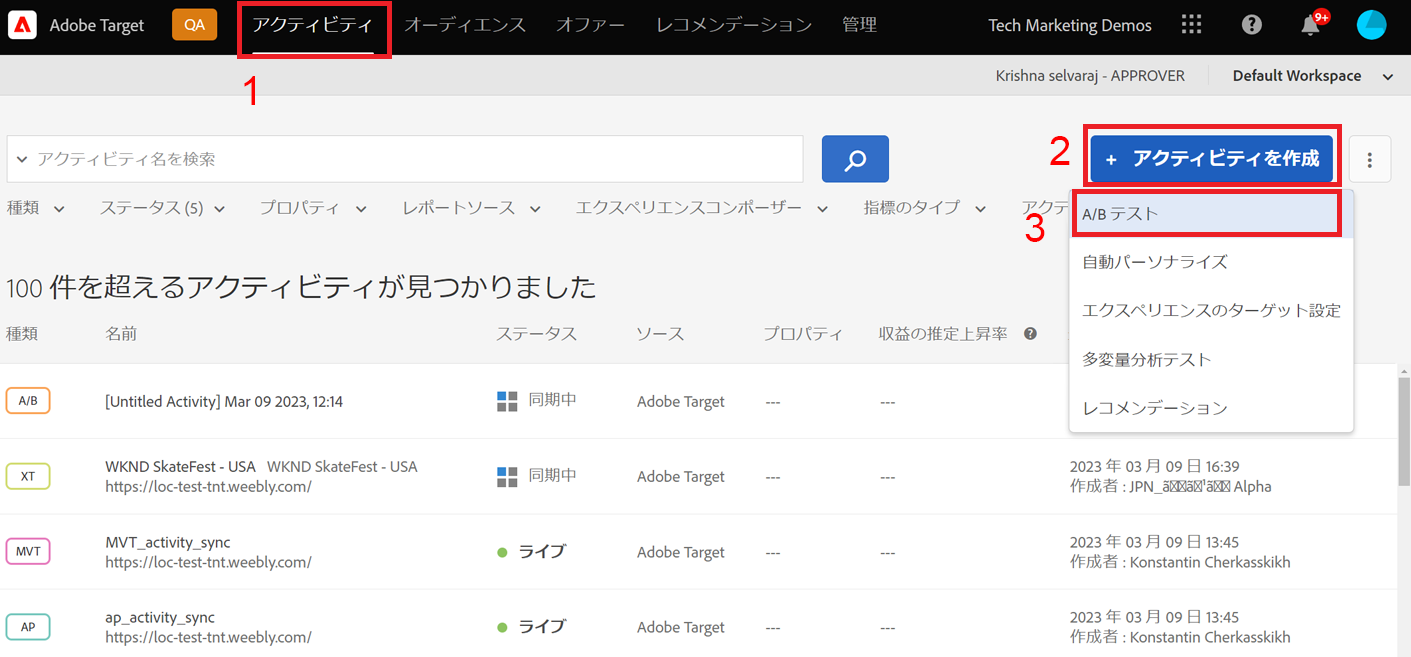 Adobe Target QA アクティビティ オーディエンス オファー レコメンデーション 管理 Tech Marketing Demos 9+
1
Krishna selvaraj - APPROVER Default Workspace
アクティビティ名を検索
2
+ アクティビティを作成
種類 ステータス (5) プロパティ レポートソース エクスペリエンスコンポーザー 指標のタイプ アクテ
3
A/B テスト
自動パーソナライズ
エクスペリエンスのターゲット設定
多変量分析テスト
レコメンデーション
100 件を超えるアクティビティが見つかりました
種類 名前 ステータス ソース プロパティ 収益の推定上昇率
A/B [Untitled Activity] Mar 09 2023, 12:14 同期中 Adobe Target --- ---
XT WKND SkateFest - USA WKND SkateFest - USA 同期中 Adobe Target --- --- 2023 年 03 月 09 日 16:39
https://loc-test-tnt.weebly.com/ 作成者 : JPN_ Alpha
MVT MVT_activity_sync ライブ Adobe Target --- --- 2023 年 03 月 09 日 13:45
https://loc-test-tnt.weebly.com/ 作成者 : Konstantin Cherkasskikh
AP ap_activity_sync ライブ Adobe Target --- --- 2023 年 03 月 09 日 13:45
https://loc-test-tnt.weebly.com/ 作成者 : Konstantin Cherkasskikh